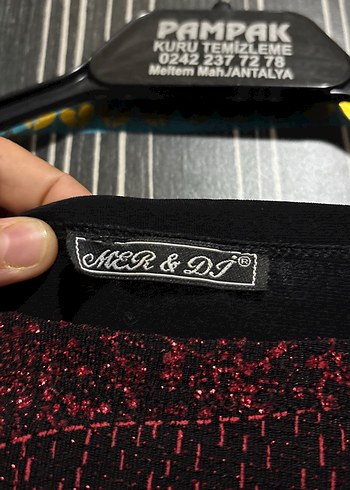 PAMPAK
KURU TEMİZLEME
0242 237 72 78
Meltem Mah./ANTALYA
MER & Dİ®